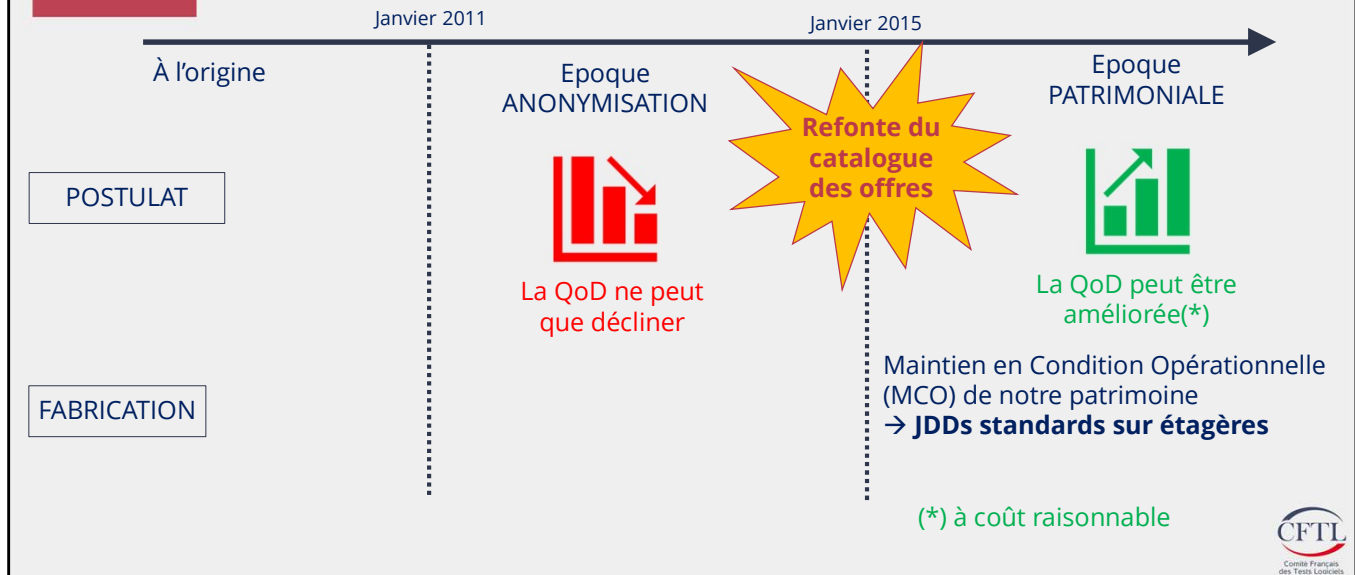 Janvier 2011
Janvier 2015
À l'origine
Epoque
ANONYMISATION
Epoque
PATRIMONIALE
Refonte du
catalogue
des offres
POSTULAT
La QoD ne peut
que décliner
La QoD peut être
améliorée(*)
FABRICATION
Maintien en Condition Opérationnelle
(MCO) de notre patrimoine
→ JDDs standards sur étagères
(*) à coût raisonnable
CFTL
Comité Français
des Tests Logiciels